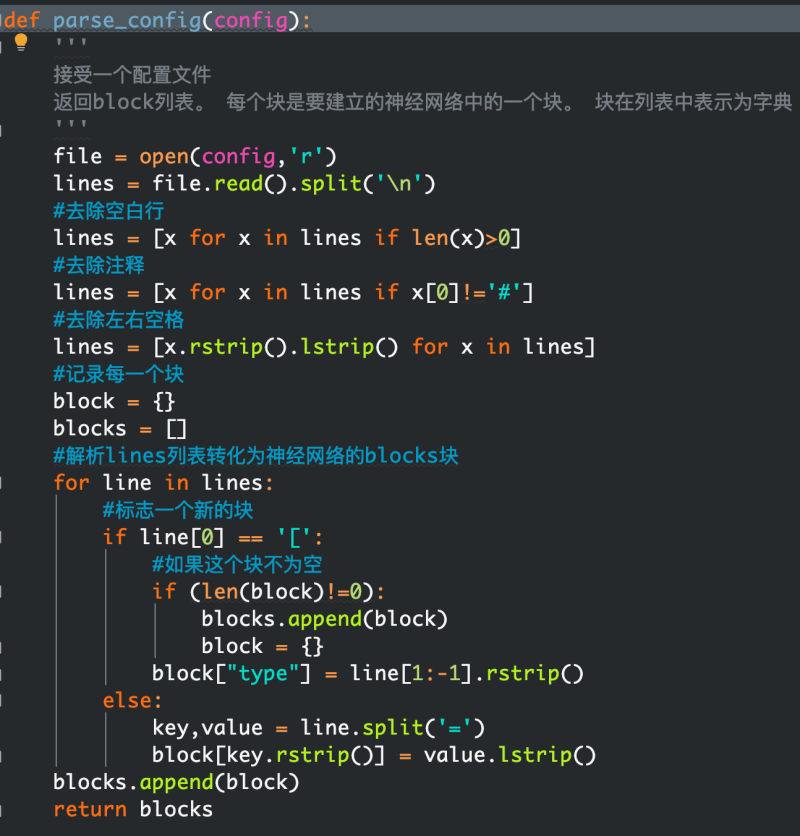 def parse_config(config):
    '''
    接受一个配置文件
    返回block列表。 每个块是要建立的神经网络中的一个块。 块在列表中表示为字典
    '''
    file = open(config,'r')
    lines = file.read().split('\n')
    #去除空白行
    lines = [x for x in lines if len(x)>0]
    #去除注释
    lines = [x for x in lines if x[0]!='#']
    #去除左右空格
    lines = [x.rstrip().lstrip() for x in lines]
    #记录每一个块
    block = {}
    blocks = []
    #解析lines列表转化为神经网络的blocks块
    for line in lines:
        #标志一个新的块
        if line[0] == '[':
            #如果这个块不为空
            if (len(block)!=0):
                blocks.append(block)
                block = {}
            block["type"] = line[1:-1].rstrip()
        else:
            key,value = line.split('=')
            block[key.rstrip()] = value.lstrip()
    blocks.append(block)
    return blocks